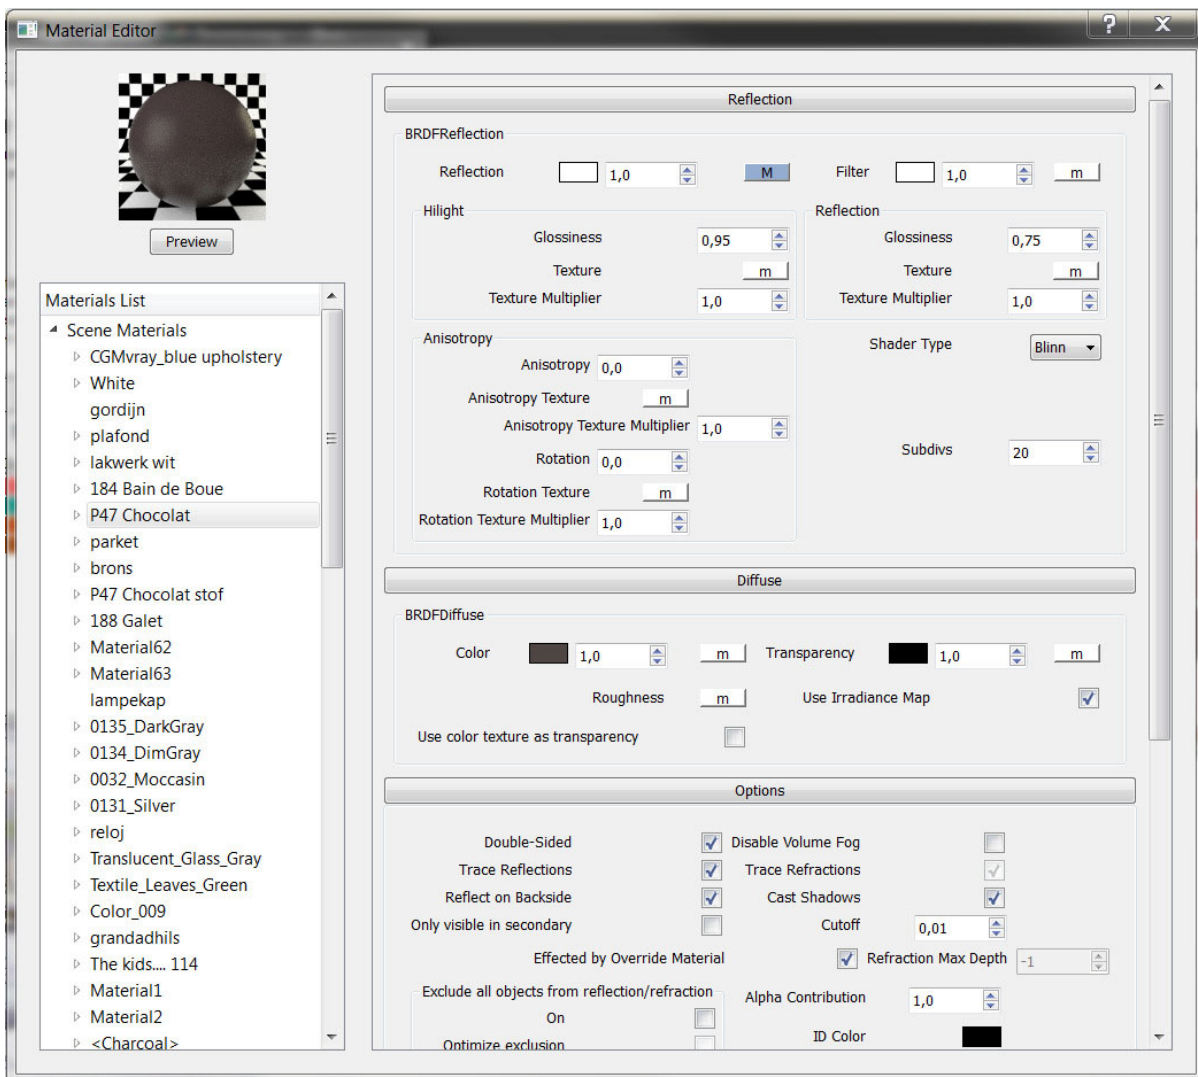 Material Editor
?
X
Preview
Materials List
Scene Materials
CGMvray_blue upholstery
White
gordijn
plafond
lakwerk wit
184 Bain de Boue
P47 Chocolat
parket
brons
P47 Chocolat stof
188 Galet
Material62
Material63
lampekap
0135_DarkGray
0134_DimGray
0032_Moccasin
0131_Silver
reloj
Translucent_Glass_Gray
Textile_Leaves_Green
Color_009
grandadhils
The kids.... 114
Material1
Material2
<Charcoal>
Reflection
BRDFReflection
Reflection 1,0 M Filter 1,0 m
Hilight
Glossiness 0,95
Texture m
Texture Multiplier 1,0
Reflection
Glossiness 0,75
Texture m
Texture Multiplier 1,0
Anisotropy
Anisotropy 0,0
Anisotropy Texture m
Anisotropy Texture Multiplier 1,0
Rotation 0,0
Rotation Texture m
Rotation Texture Multiplier 1,0
Shader Type Blinn
Subdivs 20
Diffuse
BRDFDiffuse
Color 1,0 m Transparency 1,0 m
Roughness m Use Irradiance Map
Use color texture as transparency
Options
Double-Sided Disable Volume Fog
Trace Reflections Trace Refractions
Reflect on Backside Cast Shadows
Only visible in secondary Cutoff 0,01
Effected by Override Material Refraction Max Depth -1
Exclude all objects from reflection/refraction Alpha Contribution 1,0
On
ID Color
Optimize exclusion